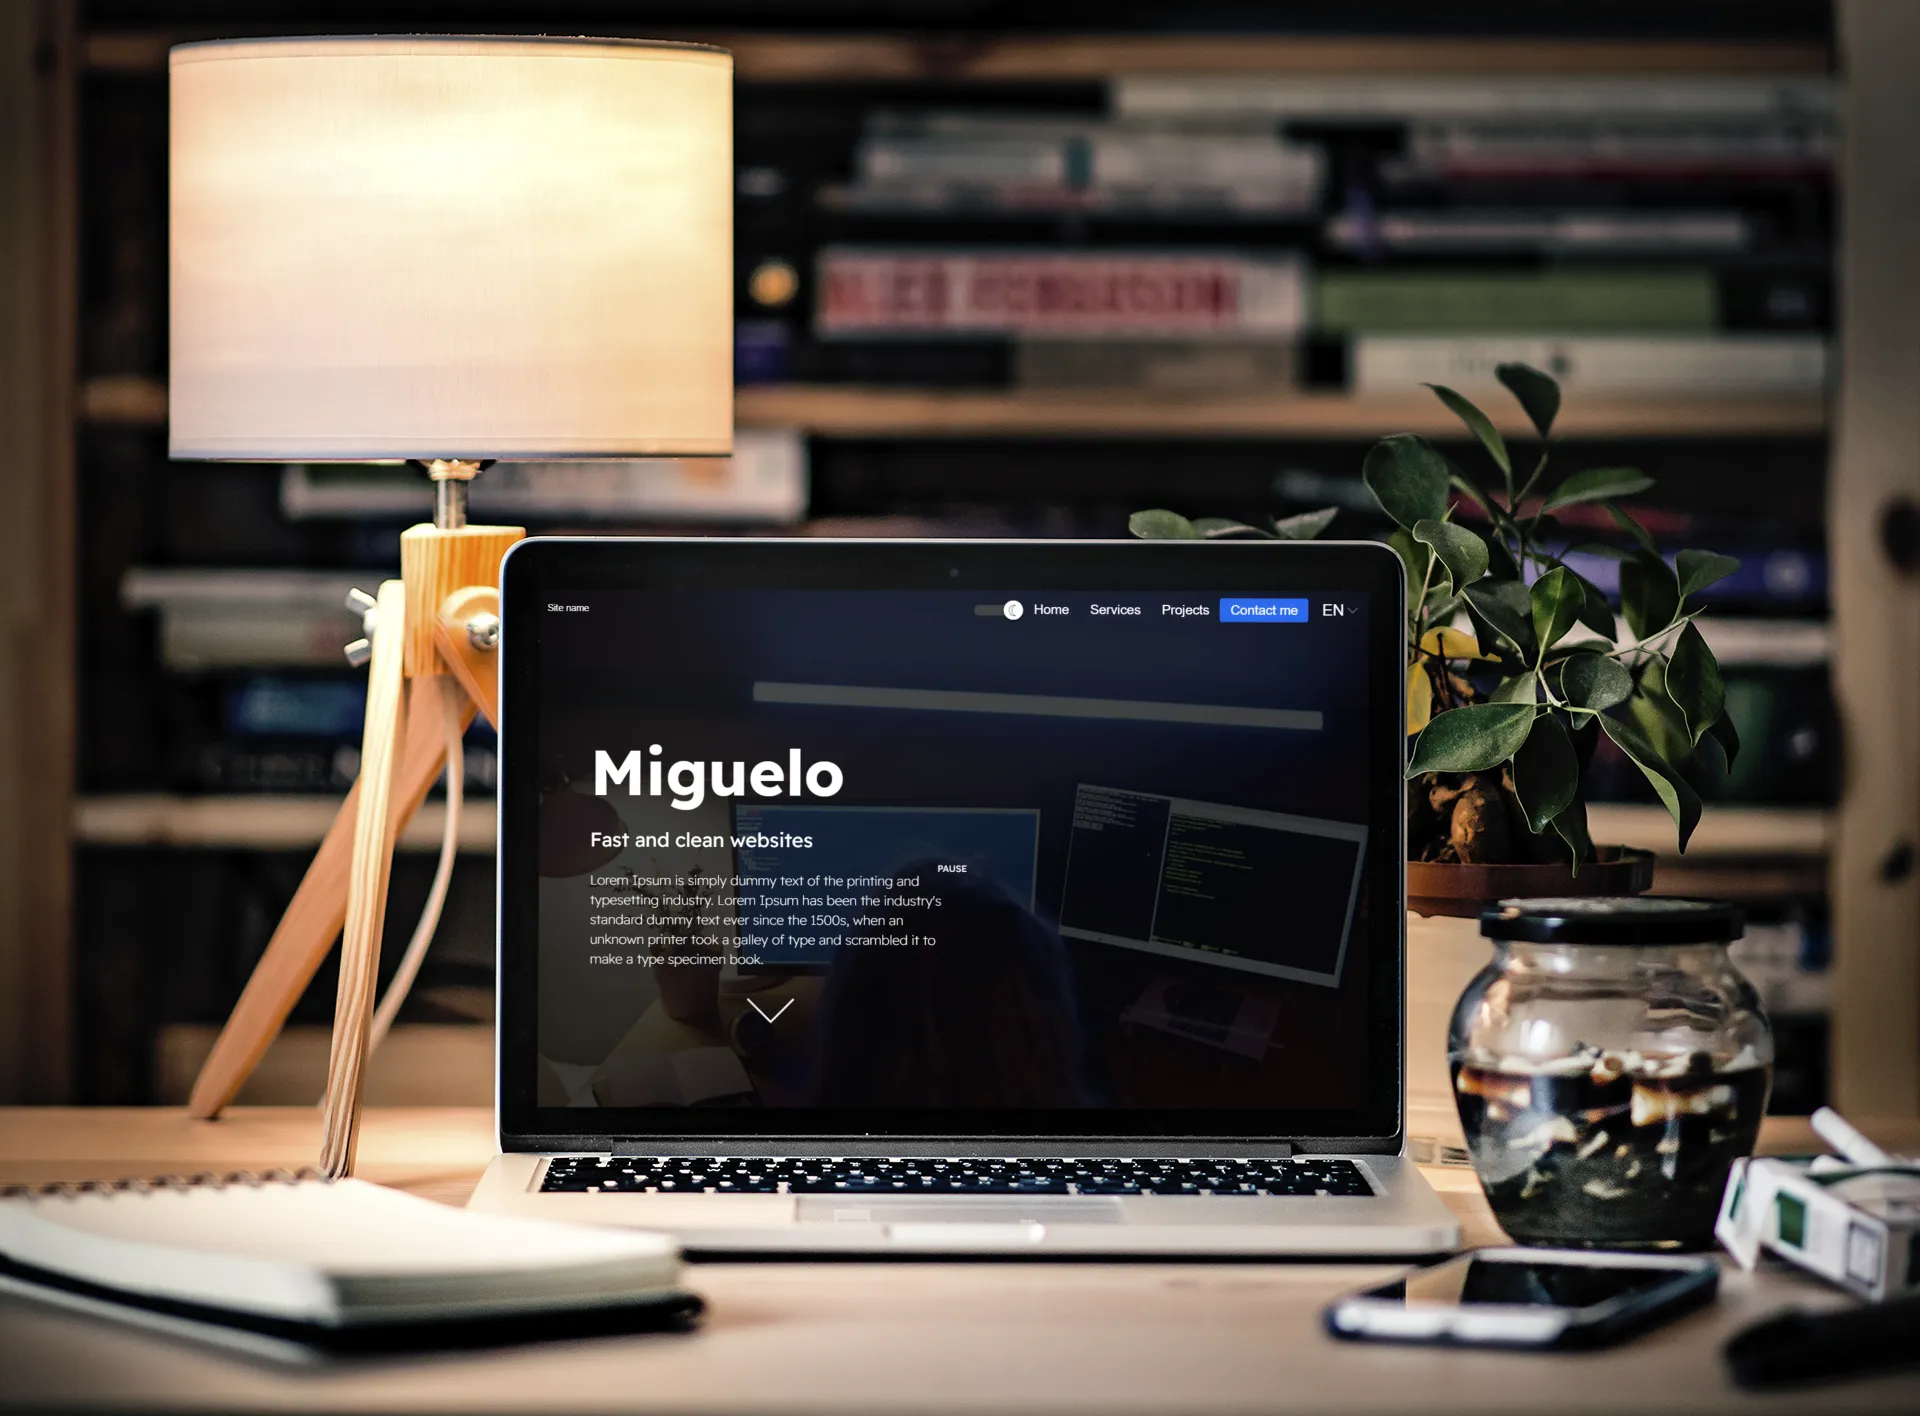 Site name
Home Services Projects Contact me EN
Miguelo
Fast and clean websites
PAUSE
Lorem Ipsum is simply dummy text of the printing and
typesetting industry. Lorem Ipsum has been the industry's
standard dummy text ever since the 1500s, when an
unknown printer took a galley of type and scrambled it to
make a type specimen book.